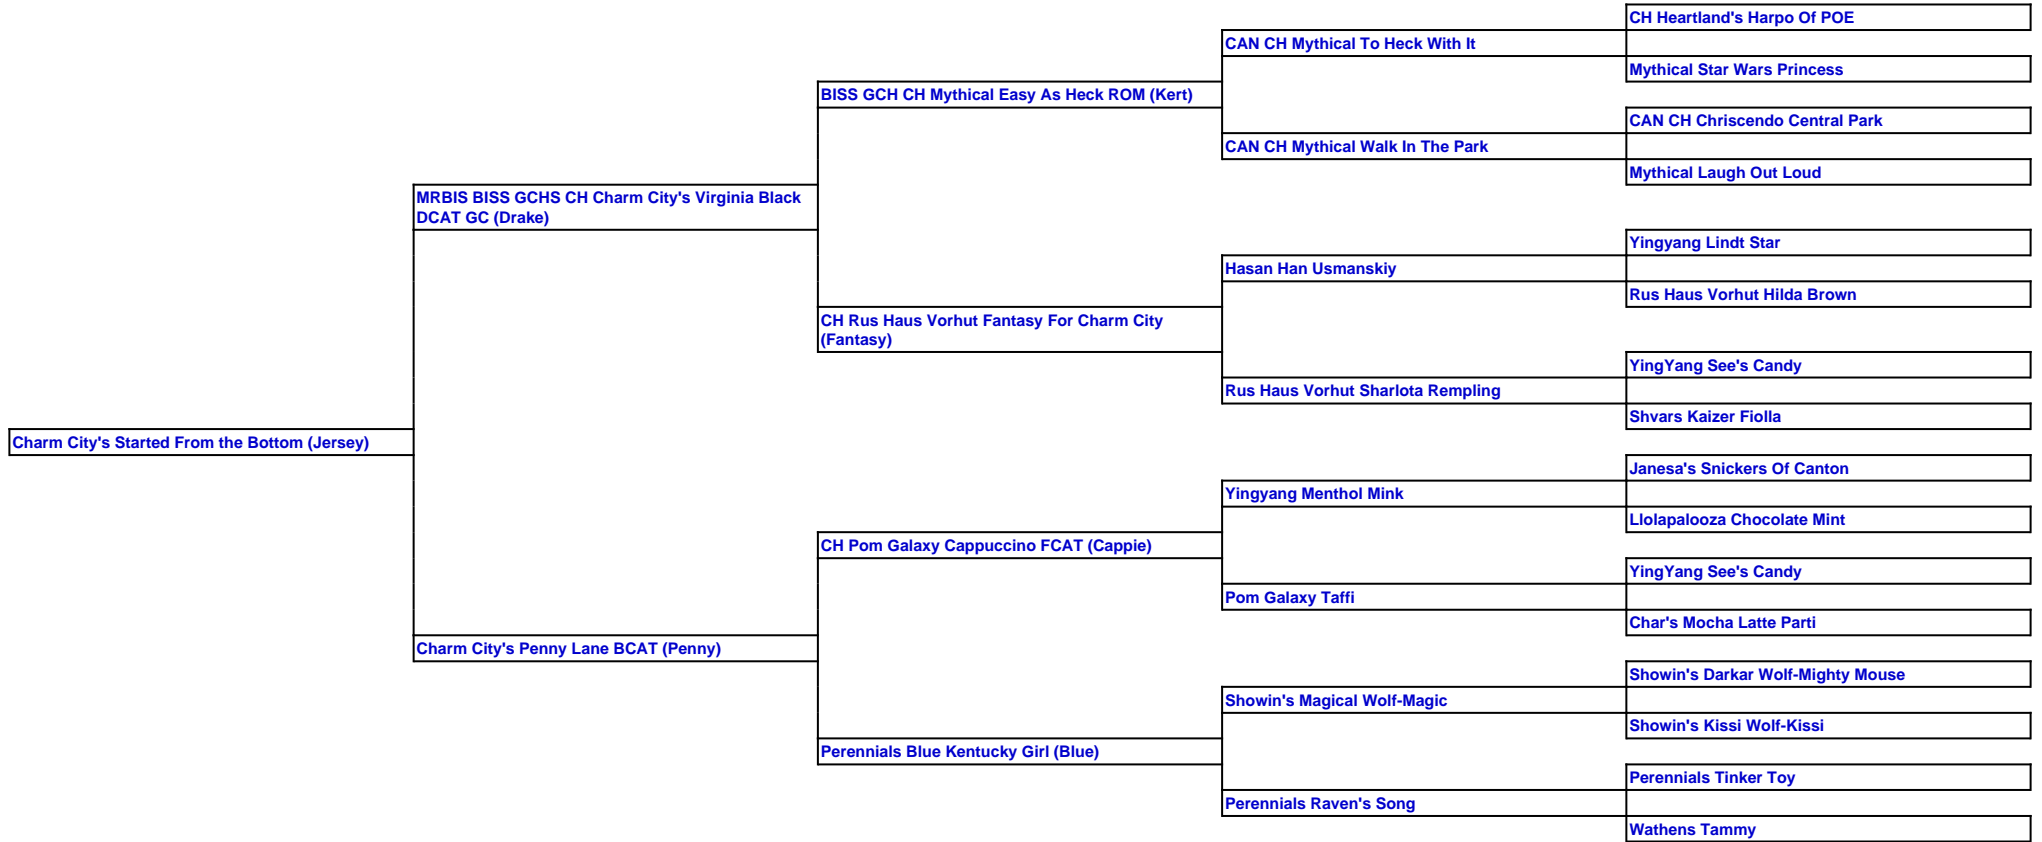 CH Heartland's Harpo Of POE
CAN CH Mythical To Heck With It
Mythical Star Wars Princess
BISS GCH CH Mythical Easy As Heck ROM (Kert)
CAN CH Chriscendo Central Park
CAN CH Mythical Walk In The Park
Mythical Laugh Out Loud
MRBIS BISS GCHS CH Charm City's Virginia Black
DCAT GC (Drake)
Yingyang Lindt Star
Hasan Han Usmanskiy
Rus Haus Vorhut Hilda Brown
CH Rus Haus Vorhut Fantasy For Charm City
(Fantasy)
YingYang See's Candy
Rus Haus Vorhut Sharlota Rempling
Shvars Kaizer Fiolla
Charm City's Started From the Bottom (Jersey)
Janesa's Snickers Of Canton
Yingyang Menthol Mink
Llolapalooza Chocolate Mint
CH Pom Galaxy Cappuccino FCAT (Cappie)
YingYang See's Candy
Pom Galaxy Taffi
Char's Mocha Latte Parti
Charm City's Penny Lane BCAT (Penny)
Showin's Darkar Wolf-Mighty Mouse
Showin's Magical Wolf-Magic
Showin's Kissi Wolf-Kissi
Perennials Blue Kentucky Girl (Blue)
Perennials Tinker Toy
Perennials Raven's Song
Wathens Tammy